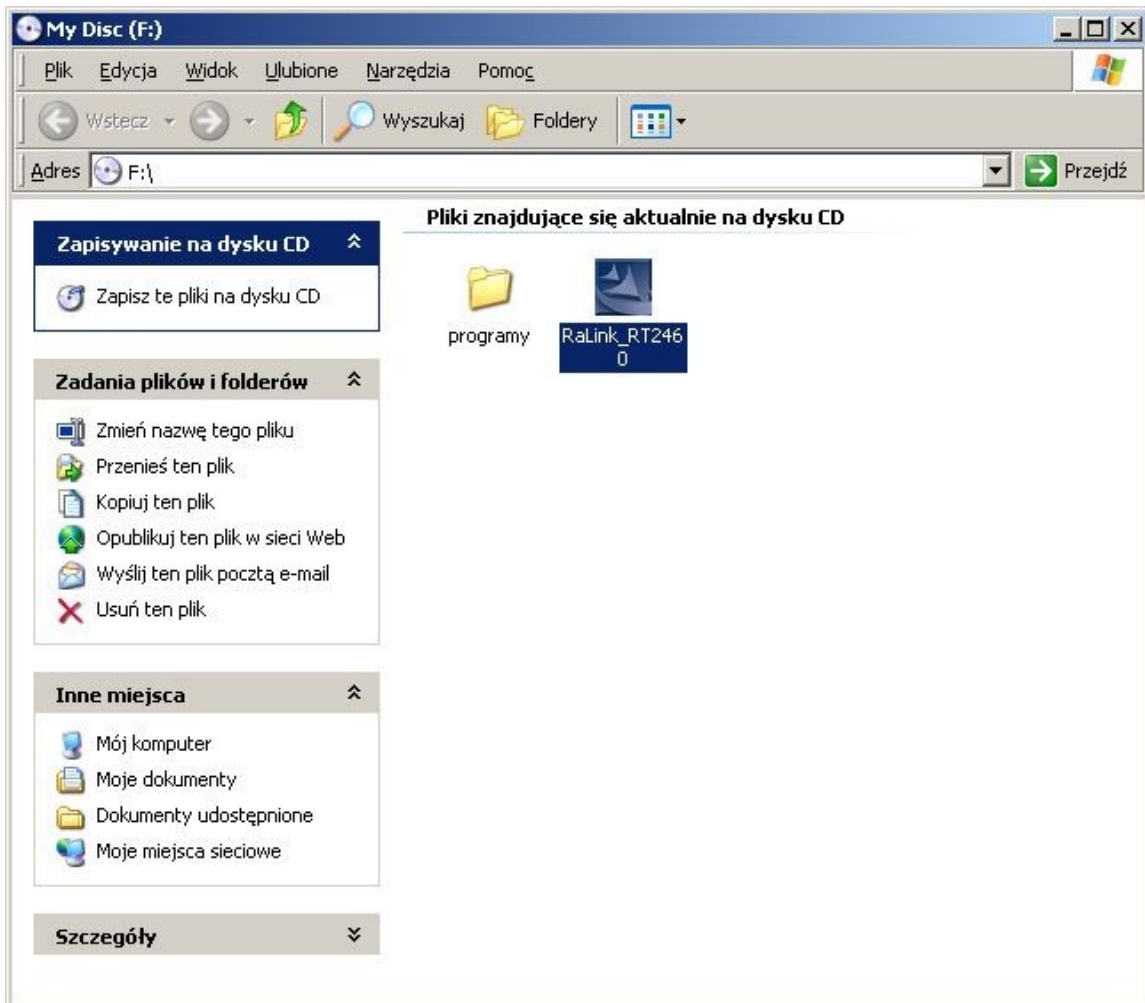 My Disc (F:)
Plik Edycja Widok Ulubione Narzędzia Pomoc
Wstecz Wyszukaj Foldery
Adres F:\ Przejdź
Pliki znajdujące się aktualnie na dysku CD
Zapisywanie na dysku CD
Zapisz te pliki na dysku CD
programy
RaLink_RT246
0
Zadania plików i folderów
Zmień nazwę tego pliku
Przenieś ten plik
Kopiuj ten plik
Opublikuj ten plik w sieci Web
Wyślij ten plik pocztą e-mail
Usuń ten plik
Inne miejsca
Mój komputer
Moje dokumenty
Dokumenty udostępnione
Moje miejsca sieciowe
Szczegóły